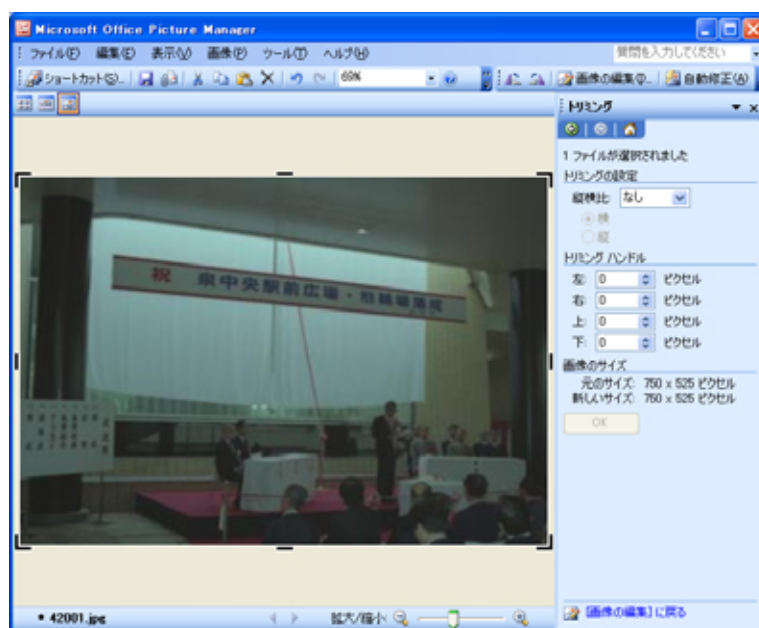 Microsoft Office Picture Manager
ファイル(F) 編集(E) 表示(V) 画像(P) ツール(T) ヘルプ(H) 質問を入力してください
ショートカット(S)... 69% 画像の編集(I)... 自動修正(A)
トリミング
1 ファイルが選択されました
トリミングの設定
縦横比: なし
横
縦
トリミング ハンドル
左: 0 ピクセル
右: 0 ピクセル
上: 0 ピクセル
下: 0 ピクセル
画像のサイズ
元のサイズ: 750 x 525 ピクセル
新しいサイズ: 750 x 525 ピクセル
OK
祝 泉中央駅前広場・駐輪場落成
[画像の編集] に戻る
42001.jpg 拡大/縮小: